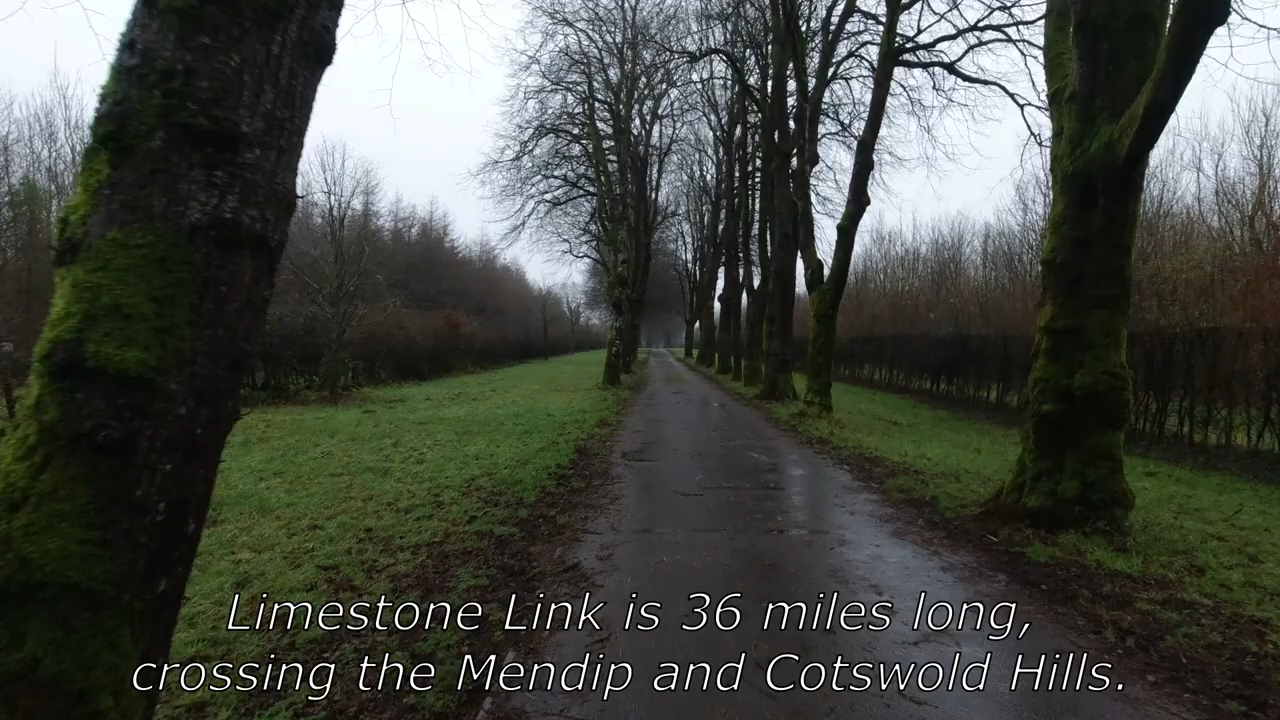 Limestone Link is 36 miles long,
crossing the Mendip and Cotswold Hills.